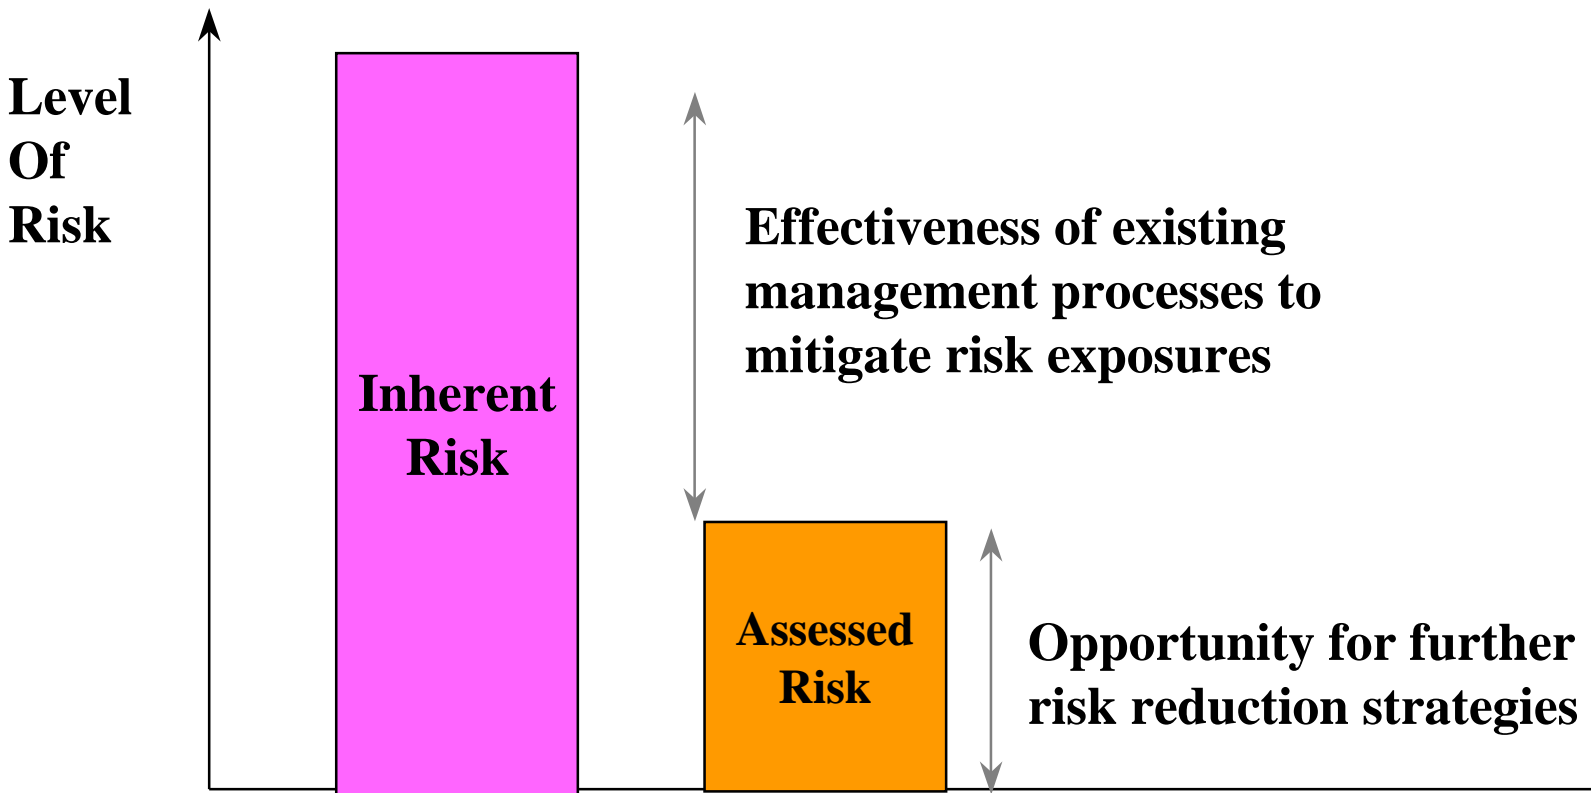 Level
Of
Risk
Effectiveness of existing
management processes to
mitigate risk exposures
Inherent
Risk
Assessed
Risk
Opportunity for further
risk reduction strategies